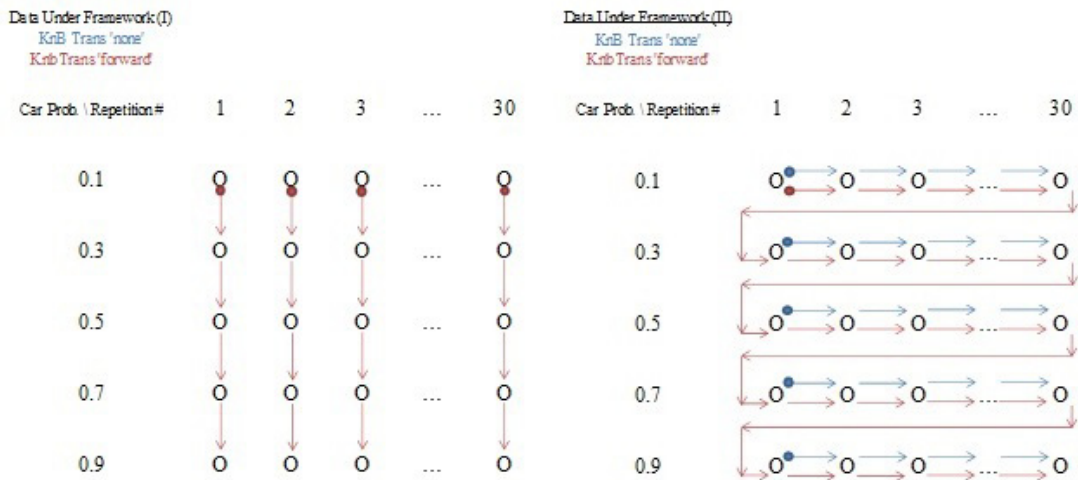 Data Under Framework (I)
KnB Trans 'none'
Knb Trans 'forward'
Car Prob. \ Repetition # 1 2 3 ... 30
0.1 O O O ... O
0.3 O O O ... O
0.5 O O O ... O
0.7 O O O ... O
0.9 O O O ... O
Data Under Framework (II)
KnB Trans 'none'
Knb Trans 'forward'
Car Prob. \ Repetition # 1 2 3 ... 30
0.1 O O O ... O
0.3 O O O ... O
0.5 O O O ... O
0.7 O O O ... O
0.9 O O O ... O